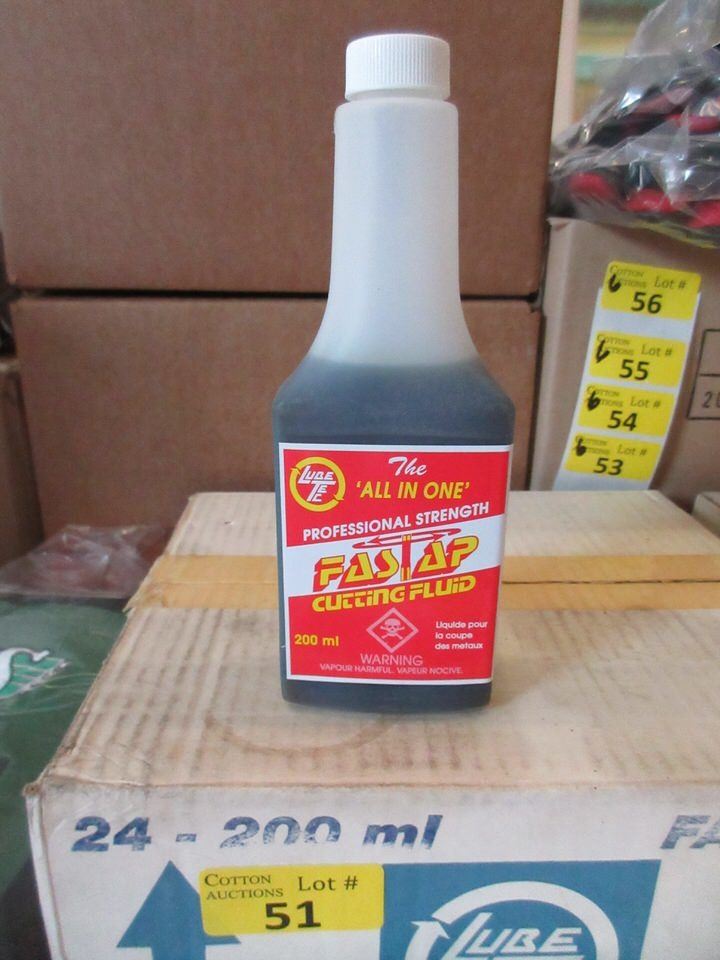 LUBE
TEC
The
'ALL IN ONE'
PROFESSIONAL STRENGTH
FASTAP
CUTTING FLUID
200 ml
Liquide pour
la coupe
des metaux
WARNING
VAPOUR HARMFUL. VAPEUR NOCIVE.
COTTON
AUCTIONS Lot #
56
COTTON
AUCTIONS Lot #
55
COTTON
AUCTIONS Lot #
54
COTTON
AUCTIONS Lot #
53
24 - 200 ml
FA
COTTON
AUCTIONS Lot #
51
LUBE